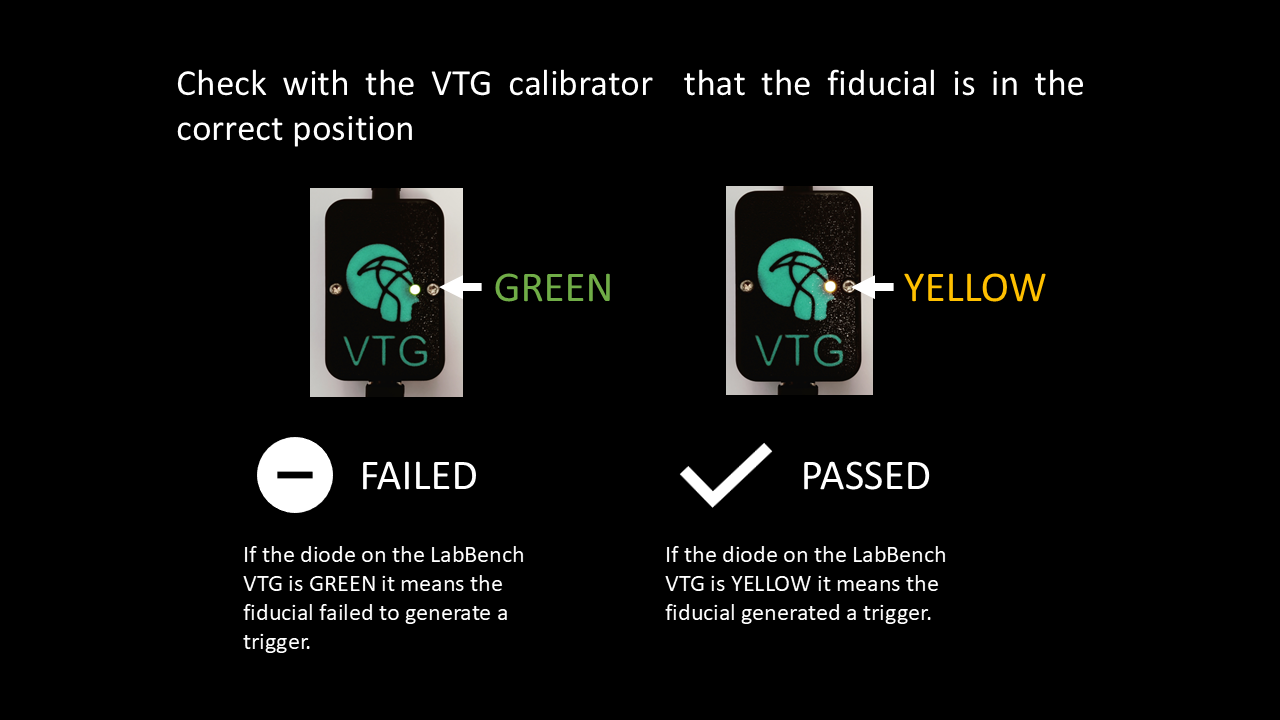 Check with the VTG calibrator that the fiducial is in the
correct position
VTG
GREEN
VTG
YELLOW
FAILED
PASSED
If the diode on the LabBench
VTG is GREEN it means the
fiducial failed to generate a
trigger.
If the diode on the LabBench
VTG is YELLOW it means the
fiducial generated a trigger.